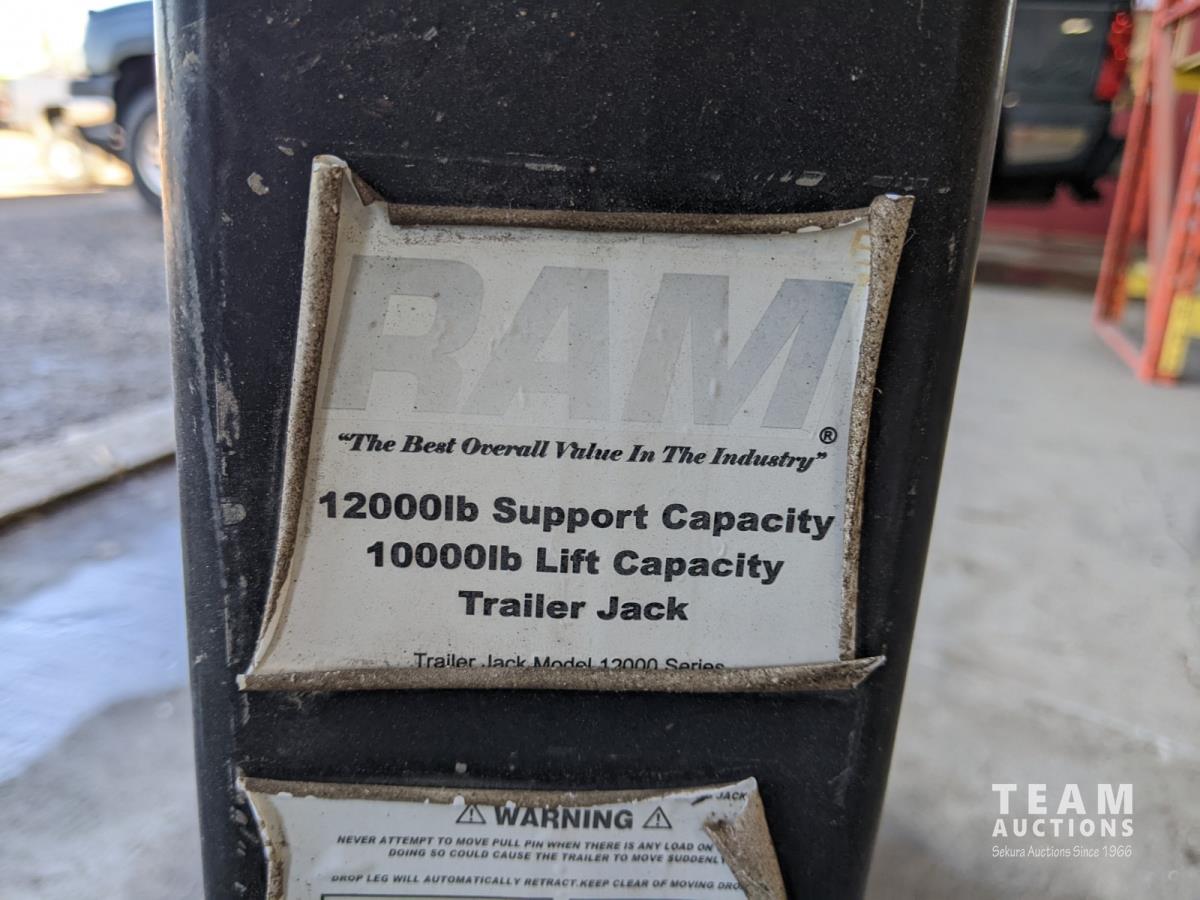 RAM®
"The Best Overall Value In The Industry"
12000lb Support Capacity
10000lb Lift Capacity
Trailer Jack
Trailer Jack Model 12000 Series
JACK
⚠ WARNING ⚠
NEVER ATTEMPT TO MOVE PULL PIN WHEN THERE IS ANY LOAD ON
DOING SO COULD CAUSE THE TRAILER TO MOVE SUDDENLY
DROP LEG WILL AUTOMATICALLY RETRACT.KEEP CLEAR OF MOVING
TEAM
AUCTIONS
Sekura Auctions Since 1966